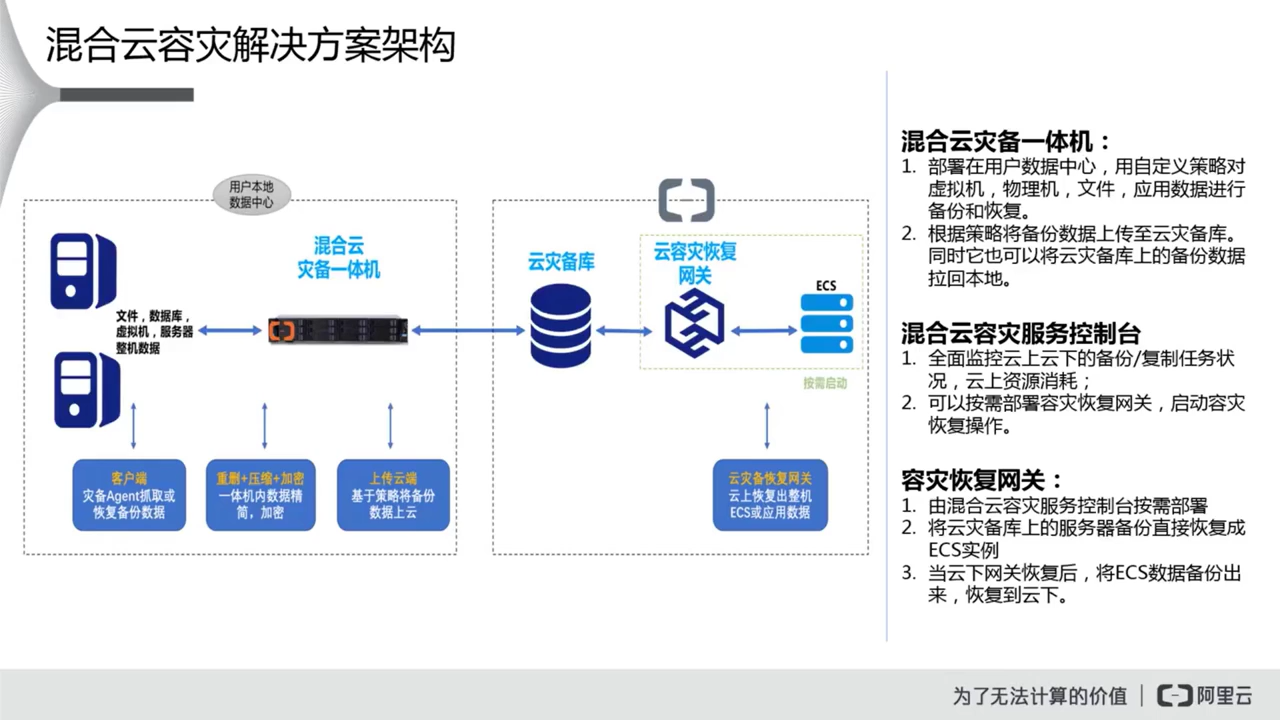 混合云容灾解决方案架构
用户本地
数据中心
混合云
灾备一体机
文件，数据库，
虚拟机，服务器
整机数据
客户端
灾备Agent抓取或
恢复备份数据
重删+压缩+加密
一体机内数据精
简，加密
上传云端
基于策略将备份
数据上云
云灾备库
云容灾恢复
网关
ECS
按需启动
云灾备恢复网关
云上恢复出整机
ECS或应用数据
混合云灾备一体机：
1. 部署在用户数据中心，用自定义策略对
虚拟机，物理机，文件，应用数据进行
备份和恢复。
2. 根据策略将备份数据上传至云灾备库。
同时它也可以将云灾备库上的备份数据
拉回本地。
混合云容灾服务控制台
1. 全面监控云上云下的备份/复制任务状
况，云上资源消耗；
2. 可以按需部署容灾恢复网关，启动容灾
恢复操作。
容灾恢复网关：
1. 由混合云容灾服务控制台按需部署
2. 将云灾备库上的服务器备份直接恢复成
ECS实例
3. 当云下网关恢复后，将ECS数据备份出
来，恢复到云下。
为了无法计算的价值 | 阿里云